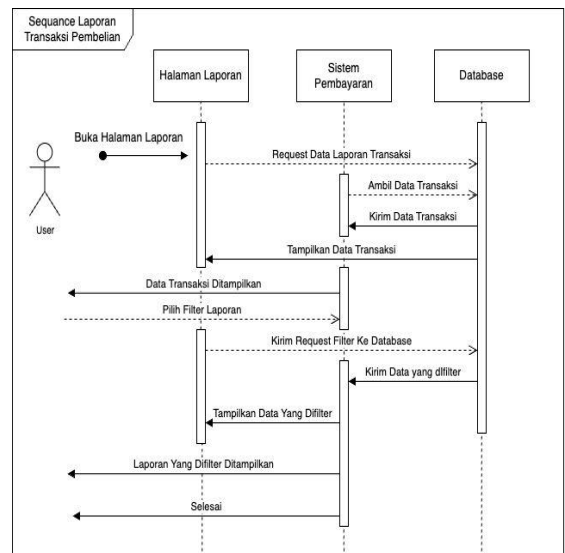 Sequance Laporan
Transaksi Pembelian
Halaman Laporan
Sistem
Pembayaran
Database
Buka Halaman Laporan
Request Data Laporan Transaksi
Ambil Data Transaksi
Kirim Data Transaksi
User
Tampilkan Data Transaksi
Data Transaksi Ditampilkan
Pilih Filter Laporan
Kirim Request Filter Ke Database
Kirim Data yang dIfilter
Tampilkan Data Yang Difilter
Laporan Yang Difilter Ditampilkan
Selesai